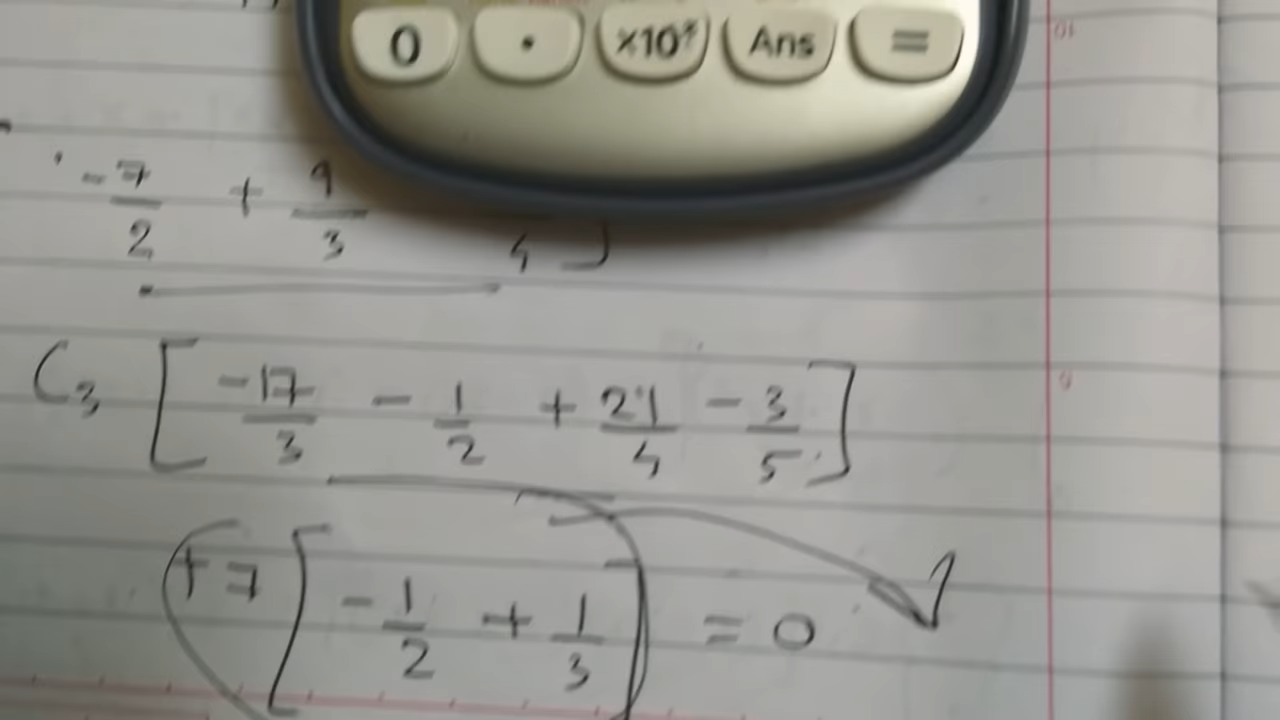 0 . ×10ˣ Ans =
-7/2 + 9/3 /4 ]
C₃ [ -17/3 - 1/2 + 21/4 - 3/5 ]
+7 [ -1/2 + 1/3 ] = 0